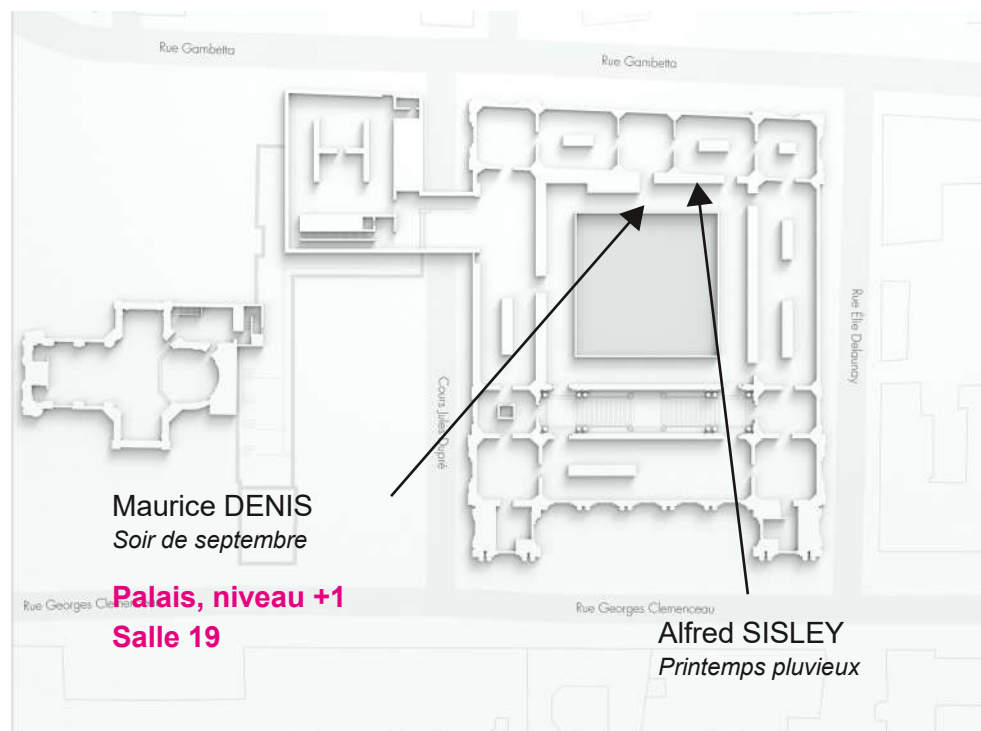 Rue Gambetta
Rue Gambetta
Rue Élie Delaunay
Cours Jules Dupré
Maurice DENIS
Soir de septembre
Palais, niveau +1
Rue Georges Clemenceau
Rue Georges Clemenceau
Salle 19
Alfred SISLEY
Printemps pluvieux